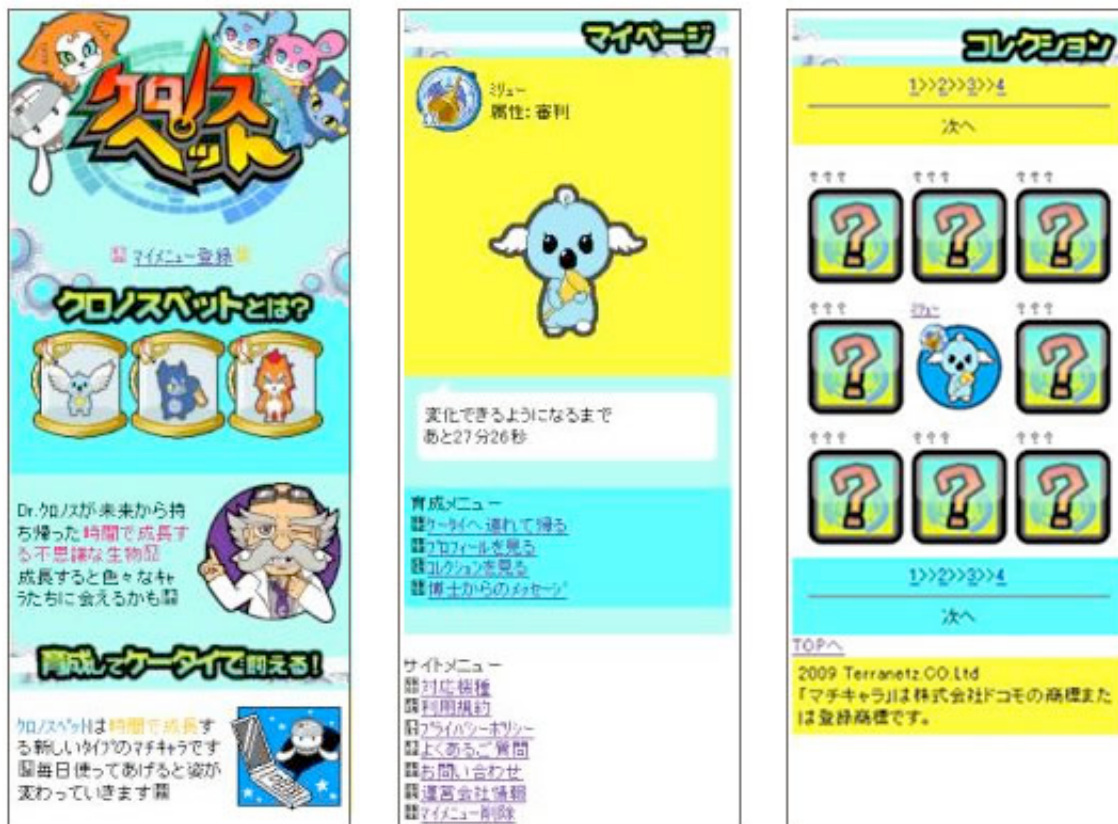 クロノス
ペット
マイメニュー登録
クロノスペットとは?
Dr.クロノスが未来から持
ち帰った時間で成長す
る不思議な生物
成長すると色々なキャ
ラたちに会えるかも
育成してケータイで飼える!
クロノスペットは時間で成長す
る新しいタイプのマチキャラです
毎日使ってあげると姿が
変わっていきます
マイページ
ミリュー
属性:審判
変化できるようになるまで
あと27分26秒
育成メニュー
ケータイへ連れて帰る
プロフィールを見る
コレクションを見る
博士からのメッセージ
サイトメニュー
対応機種
利用規約
プライバシーポリシー
よくあるご質問
お問い合わせ
運営会社情報
マイメニュー削除
コレクション
1>>2>>3>>4
次へ
??? ??? ???
??? ミリュー ???
??? ??? ???
1>>2>>3>>4
次へ
TOPへ
2009 Terranetz.CO.Ltd
「マチキャラ」は株式会社ドコモの商標また
は登録商標です。